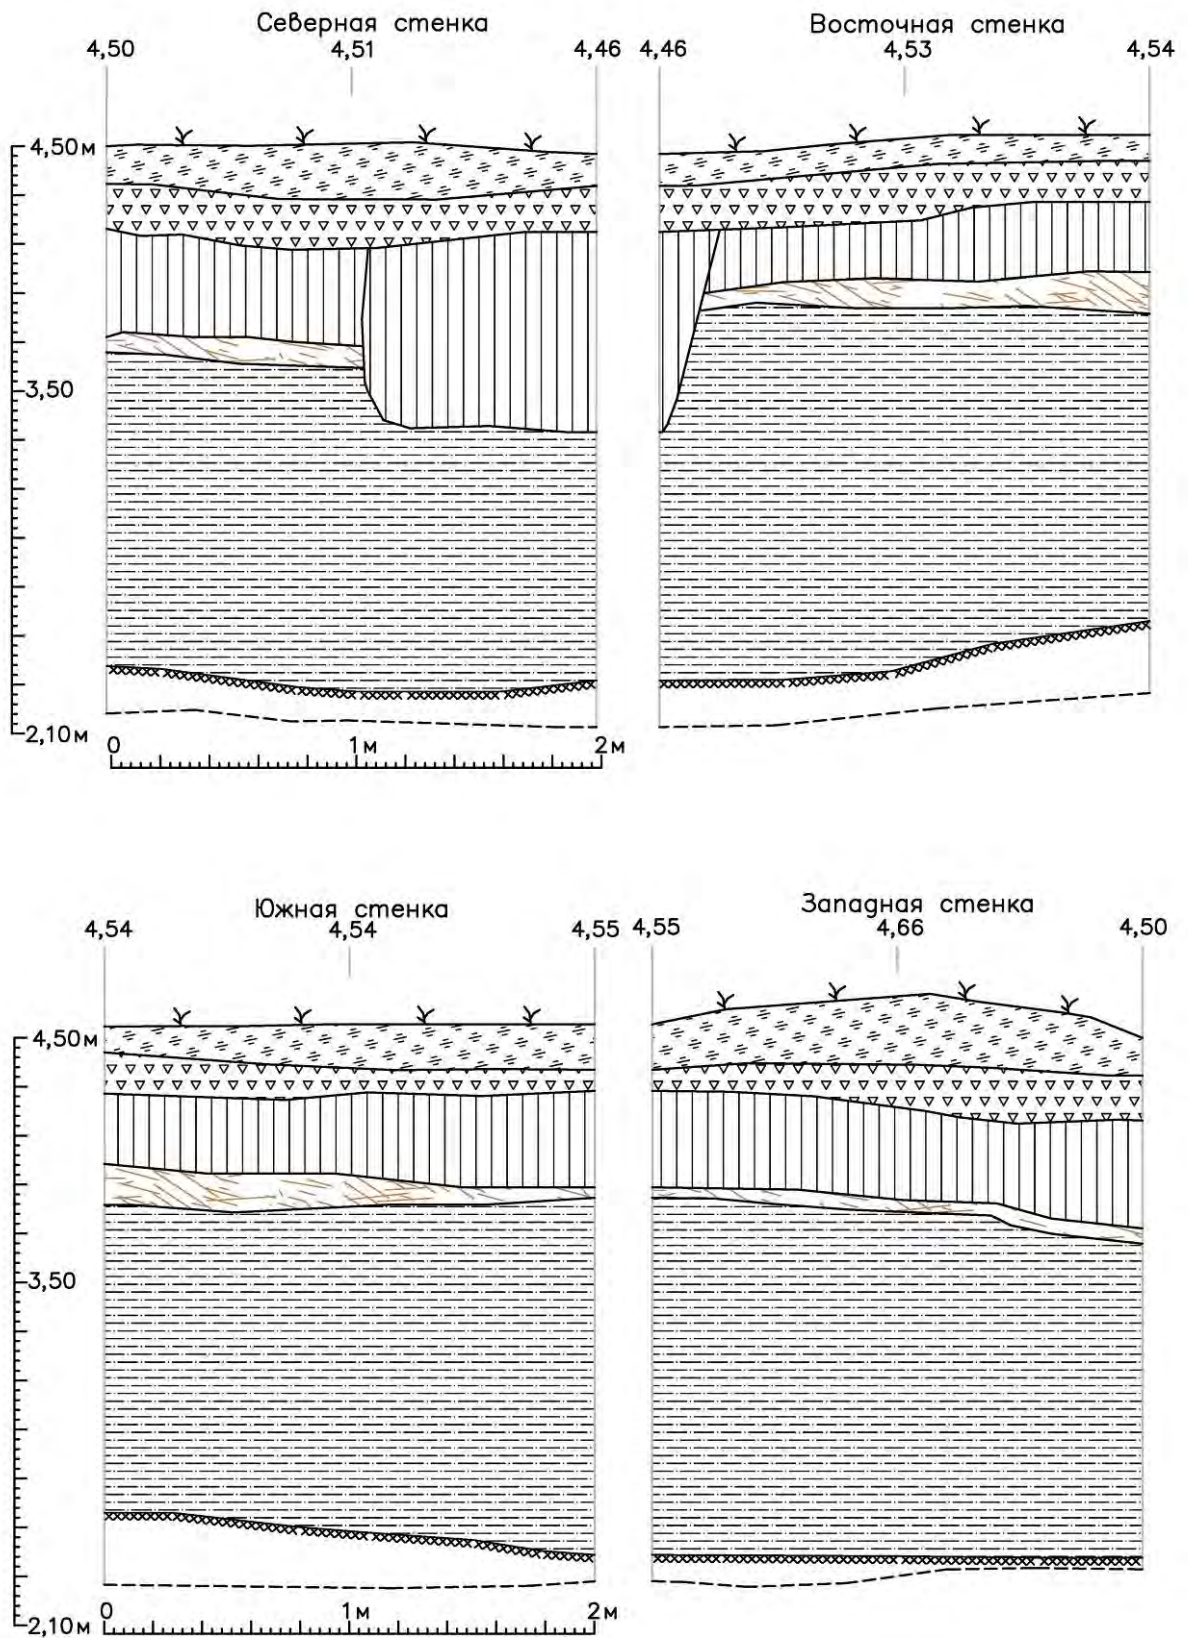 Северная стенка
4,50 4,51 4,46
Восточная стенка
4,46 4,53 4,54
4,50м
3,50
2,10м
0 1м 2м
Южная стенка
4,54 4,54 4,55
Западная стенка
4,55 4,66 4,50
4,50м
3,50
2,10м
0 1м 2м